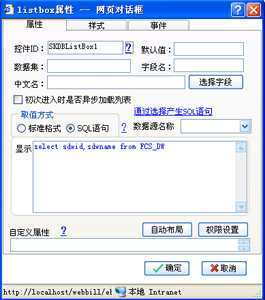 listbox属性 -- 网页对话框
属性 样式 事件
控件ID： SKDBListBox1 ? 默认值：
数据集： 字段名：
中文名： 选择字段
初次进入时是否异步加载列表
取值方式 通过选择产生SQL语句
标准格式 SQL语句 ? 数据源名称
显示 select sdwid,sdwname from FCS_DW
自动布局 权限设置
自定义属性 ?
确定 取消
http://localhost/webbill/el 本地 Intranet